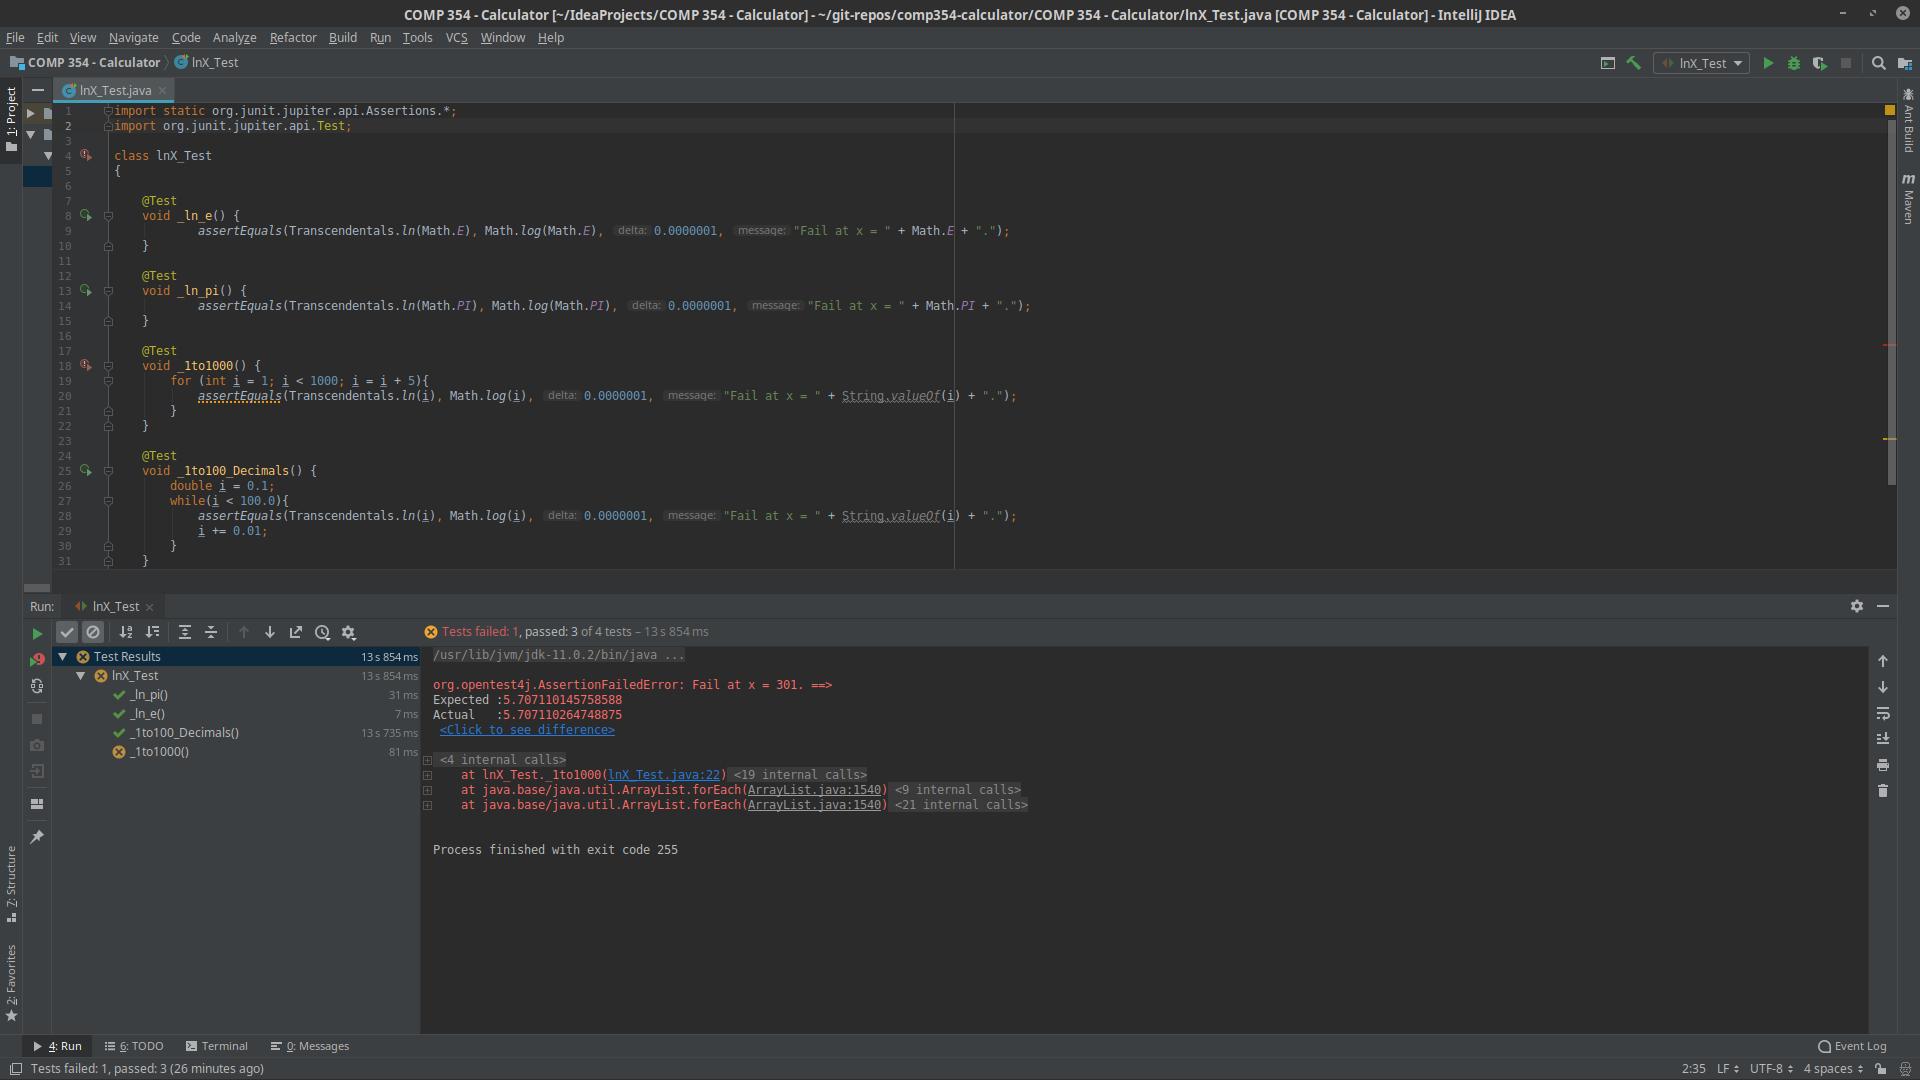 COMP 354 - Calculator [~/IdeaProjects/COMP 354 - Calculator] - ~/git-repos/comp354-calculator/COMP 354 - Calculator/lnX_Test.java [COMP 354 - Calculator] - IntelliJ IDEA
File Edit View Navigate Code Analyze Refactor Build Run Tools VCS Window Help
COMP 354 - Calculator lnX_Test lnX_Test
1: Project
lnX_Test.java
1 import static org.junit.jupiter.api.Assertions.*;
2 import org.junit.jupiter.api.Test;
3
4 class lnX_Test
5 {
6
7 @Test
8 void _ln_e() {
9 assertEquals(Transcendentals.ln(Math.E), Math.log(Math.E), delta: 0.0000001, message: "Fail at x = " + Math.E + ".");
10 }
11
12 @Test
13 void _ln_pi() {
14 assertEquals(Transcendentals.ln(Math.PI), Math.log(Math.PI), delta: 0.0000001, message: "Fail at x = " + Math.PI + ".");
15 }
16
17 @Test
18 void _1to1000() {
19 for (int i = 1; i < 1000; i = i + 5){
20 assertEquals(Transcendentals.ln(i), Math.log(i), delta: 0.0000001, message: "Fail at x = " + String.valueOf(i) + ".");
21 }
22 }
23
24 @Test
25 void _1to100_Decimals() {
26 double i = 0.1;
27 while(i < 100.0){
28 assertEquals(Transcendentals.ln(i), Math.log(i), delta: 0.0000001, message: "Fail at x = " + String.valueOf(i) + ".");
29 i += 0.01;
30 }
31 }
Ant Build
m Maven
Run: lnX_Test
Tests failed: 1, passed: 3 of 4 tests – 13 s 854 ms
Test Results 13 s 854 ms
lnX_Test 13 s 854 ms
_ln_pi() 31 ms
_ln_e() 7 ms
_1to100_Decimals() 13 s 735 ms
_1to1000() 81 ms
/usr/lib/jvm/jdk-11.0.2/bin/java ...
org.opentest4j.AssertionFailedError: Fail at x = 301. ==>
Expected :5.707110145758588
Actual :5.707110264748875
<Click to see difference>
<4 internal calls>
at lnX_Test._1to1000(lnX_Test.java:22) <19 internal calls>
at java.base/java.util.ArrayList.forEach(ArrayList.java:1540) <9 internal calls>
at java.base/java.util.ArrayList.forEach(ArrayList.java:1540) <21 internal calls>
Process finished with exit code 255
7: Structure
2: Favorites
4: Run 6: TODO Terminal 0: Messages Event Log
Tests failed: 1, passed: 3 (26 minutes ago) 2:35 LF UTF-8 4 spaces